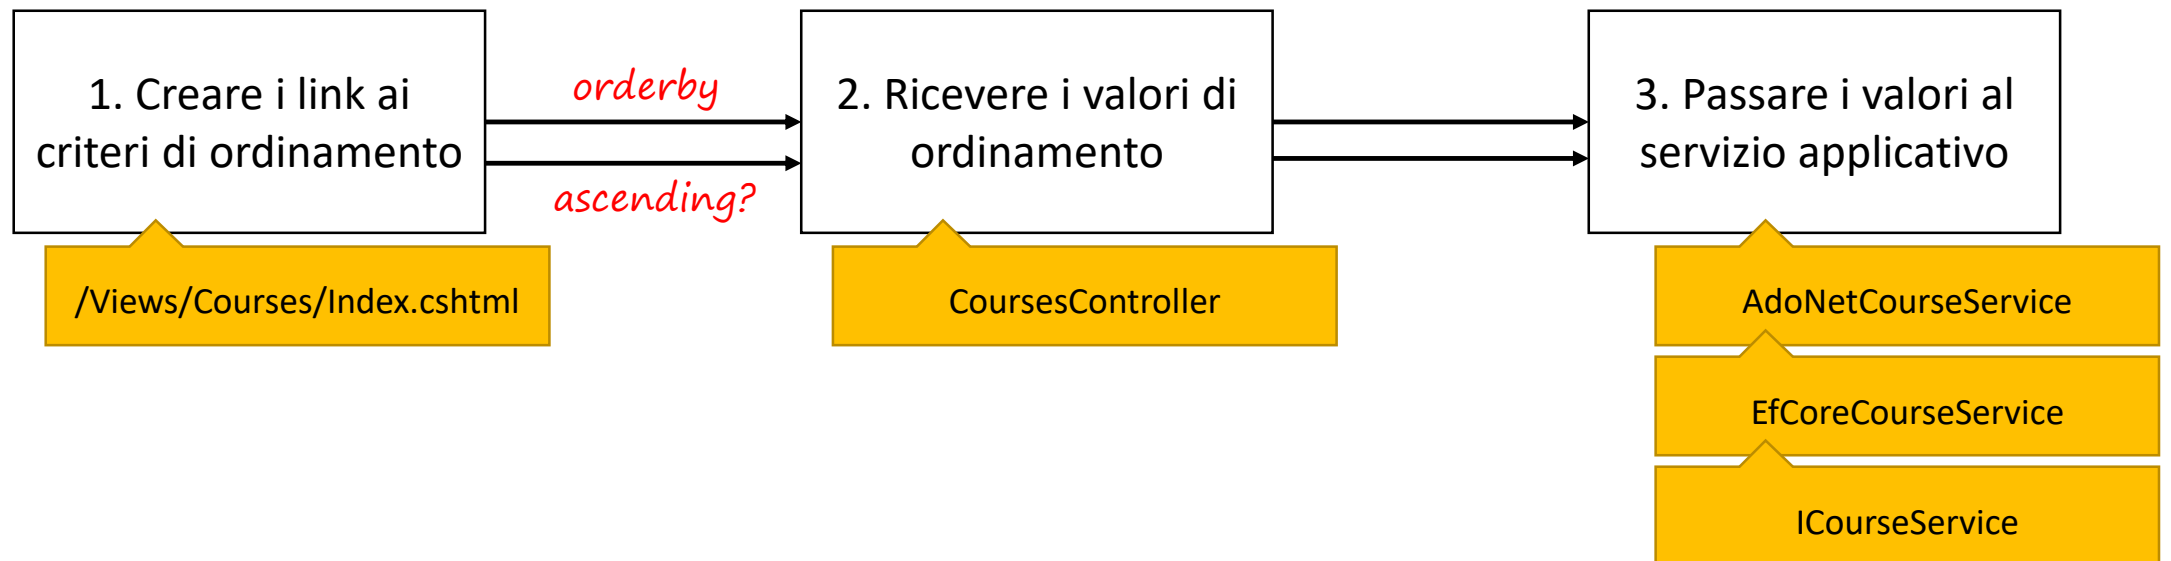 1. Creare i link ai
criteri di ordinamento
orderby
ascending?
2. Ricevere i valori di
ordinamento
3. Passare i valori al
servizio applicativo
/Views/Courses/Index.cshtml
CoursesController
AdoNetCourseService
EfCoreCourseService
ICourseService